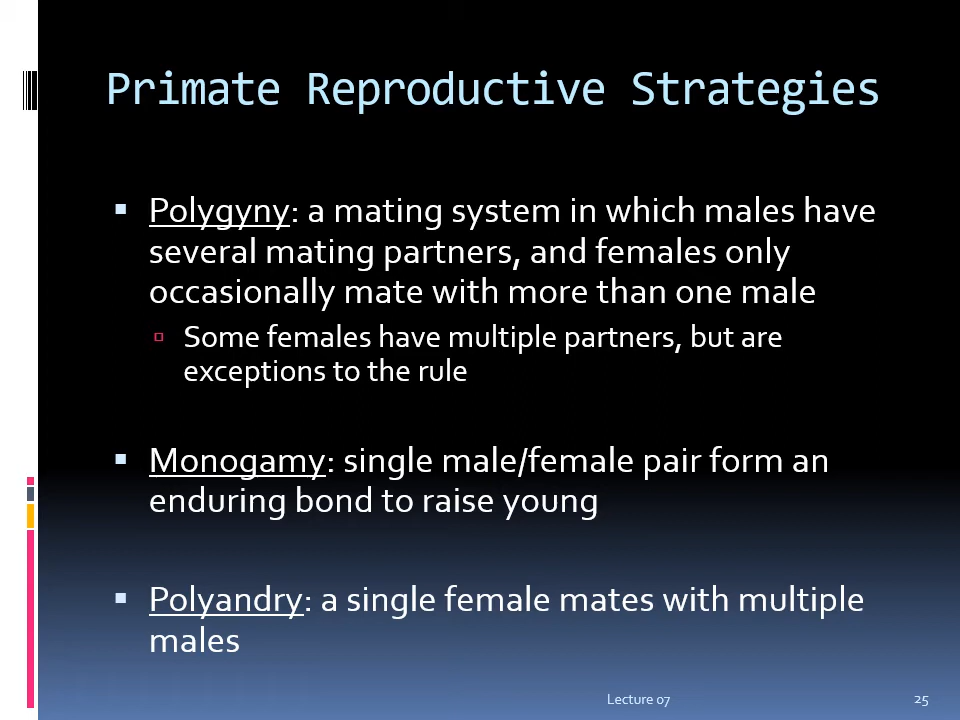 Primate Reproductive Strategies
▪ Polygyny: a mating system in which males have
several mating partners, and females only
occasionally mate with more than one male
▫ Some females have multiple partners, but are
exceptions to the rule
▪ Monogamy: single male/female pair form an
enduring bond to raise young
▪ Polyandry: a single female mates with multiple
males
Lecture 07
25